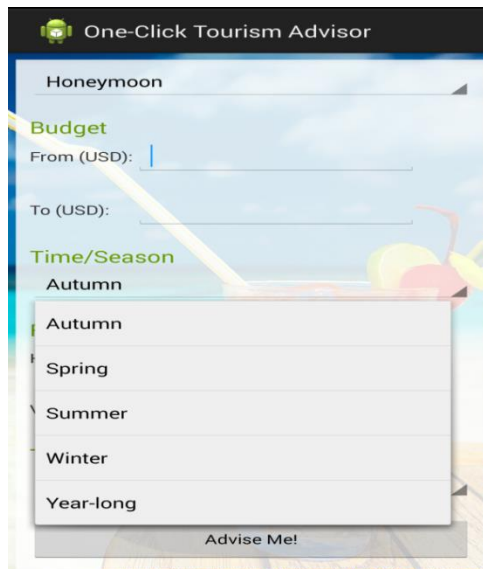 One-Click Tourism Advisor
Honeymoon
Budget
From (USD):
To (USD):
Time/Season
Autumn
Autumn
Spring
Summer
Winter
Year-long
Advise Me!